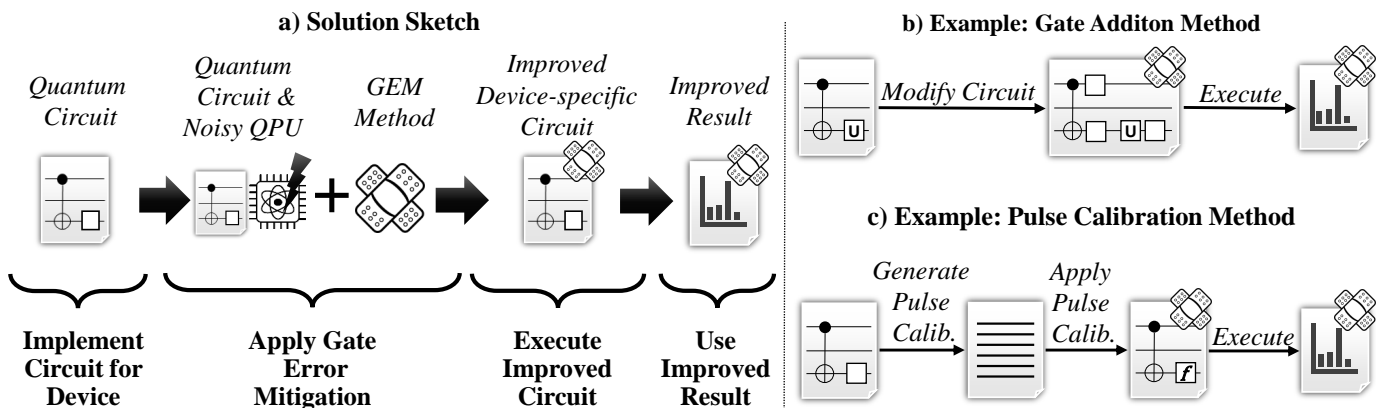 a) Solution Sketch
Quantum
Circuit
Quantum
Circuit &
Noisy QPU
GEM
Method
Improved
Device-specific
Circuit
Improved
Result
Implement
Circuit for
Device
Apply Gate
Error
Mitigation
Execute
Improved
Circuit
Use
Improved
Result
b) Example: Gate Additon Method
U
Modify Circuit
U
Execute
c) Example: Pulse Calibration Method
Generate
Pulse
Calib.
Apply
Pulse
Calib.
f
Execute